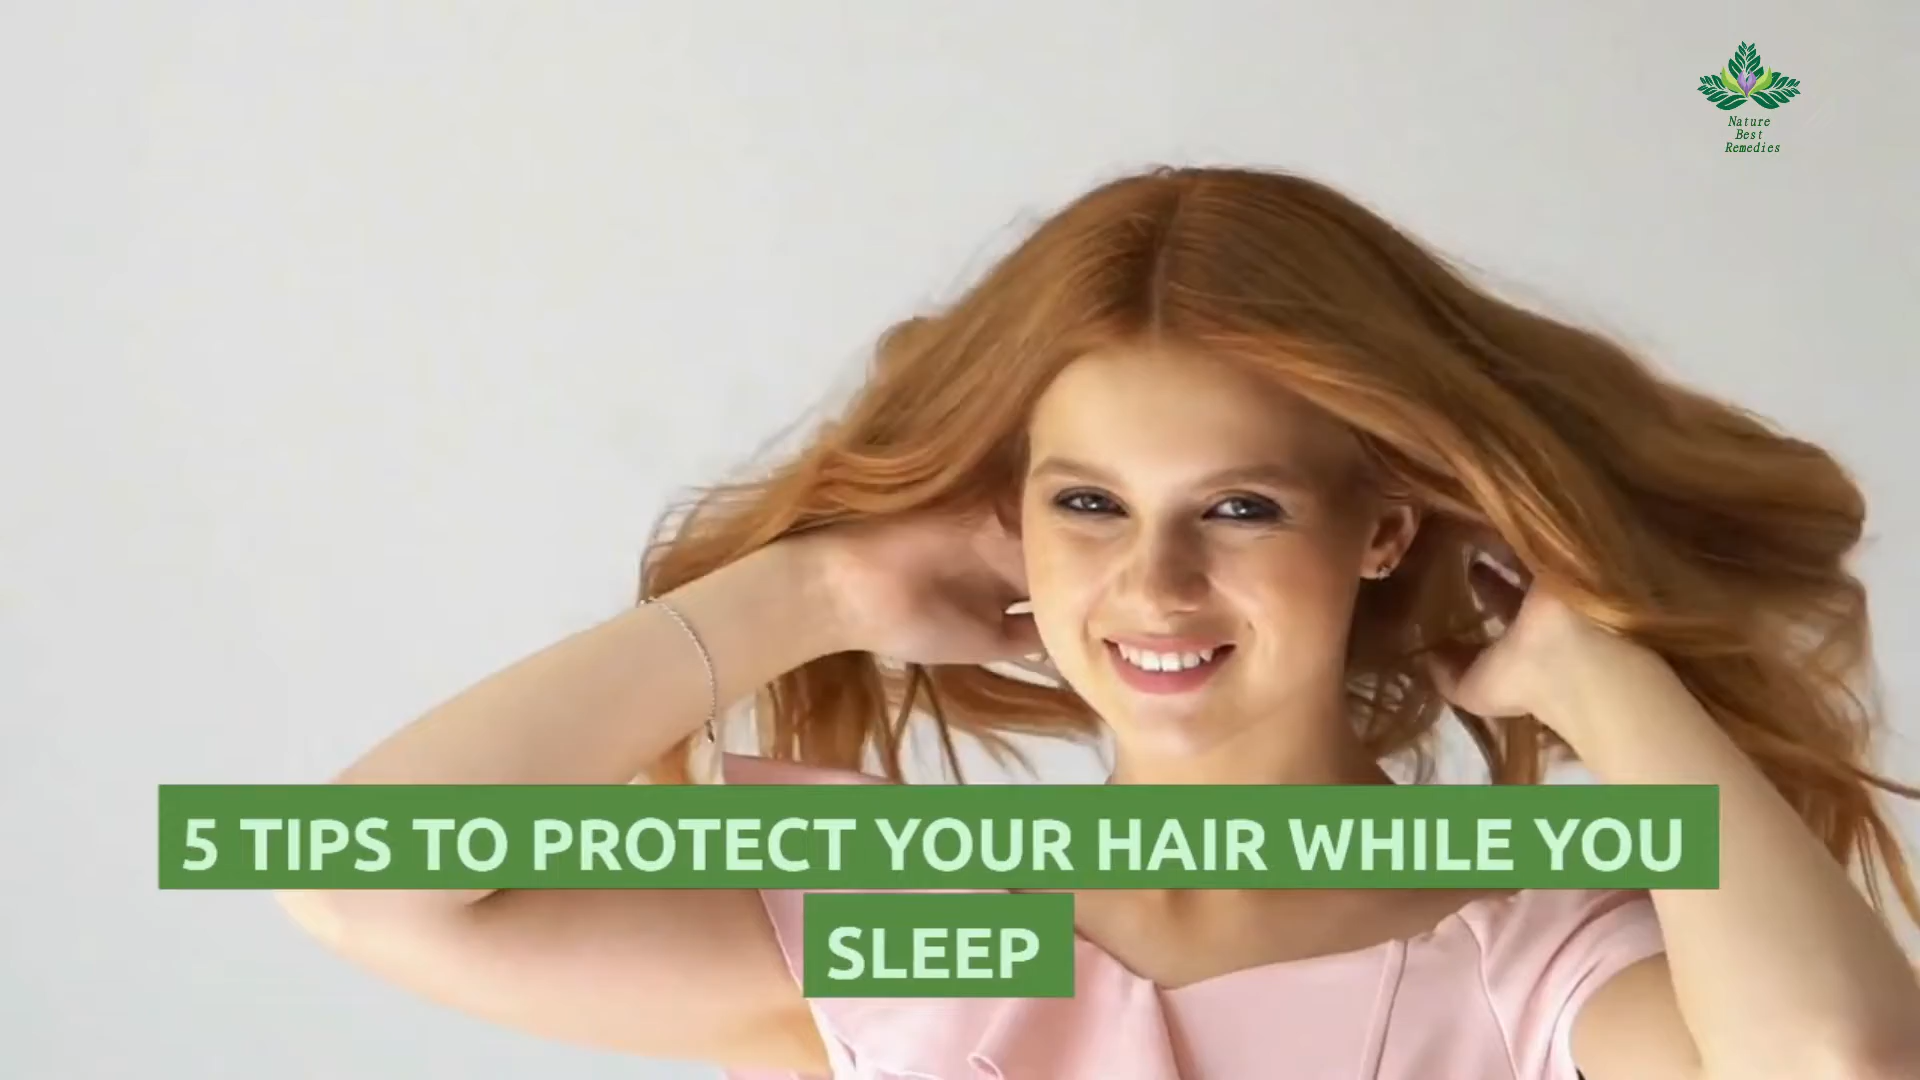 Nature
Best
Remedies
5 TIPS TO PROTECT YOUR HAIR WHILE YOU
SLEEP